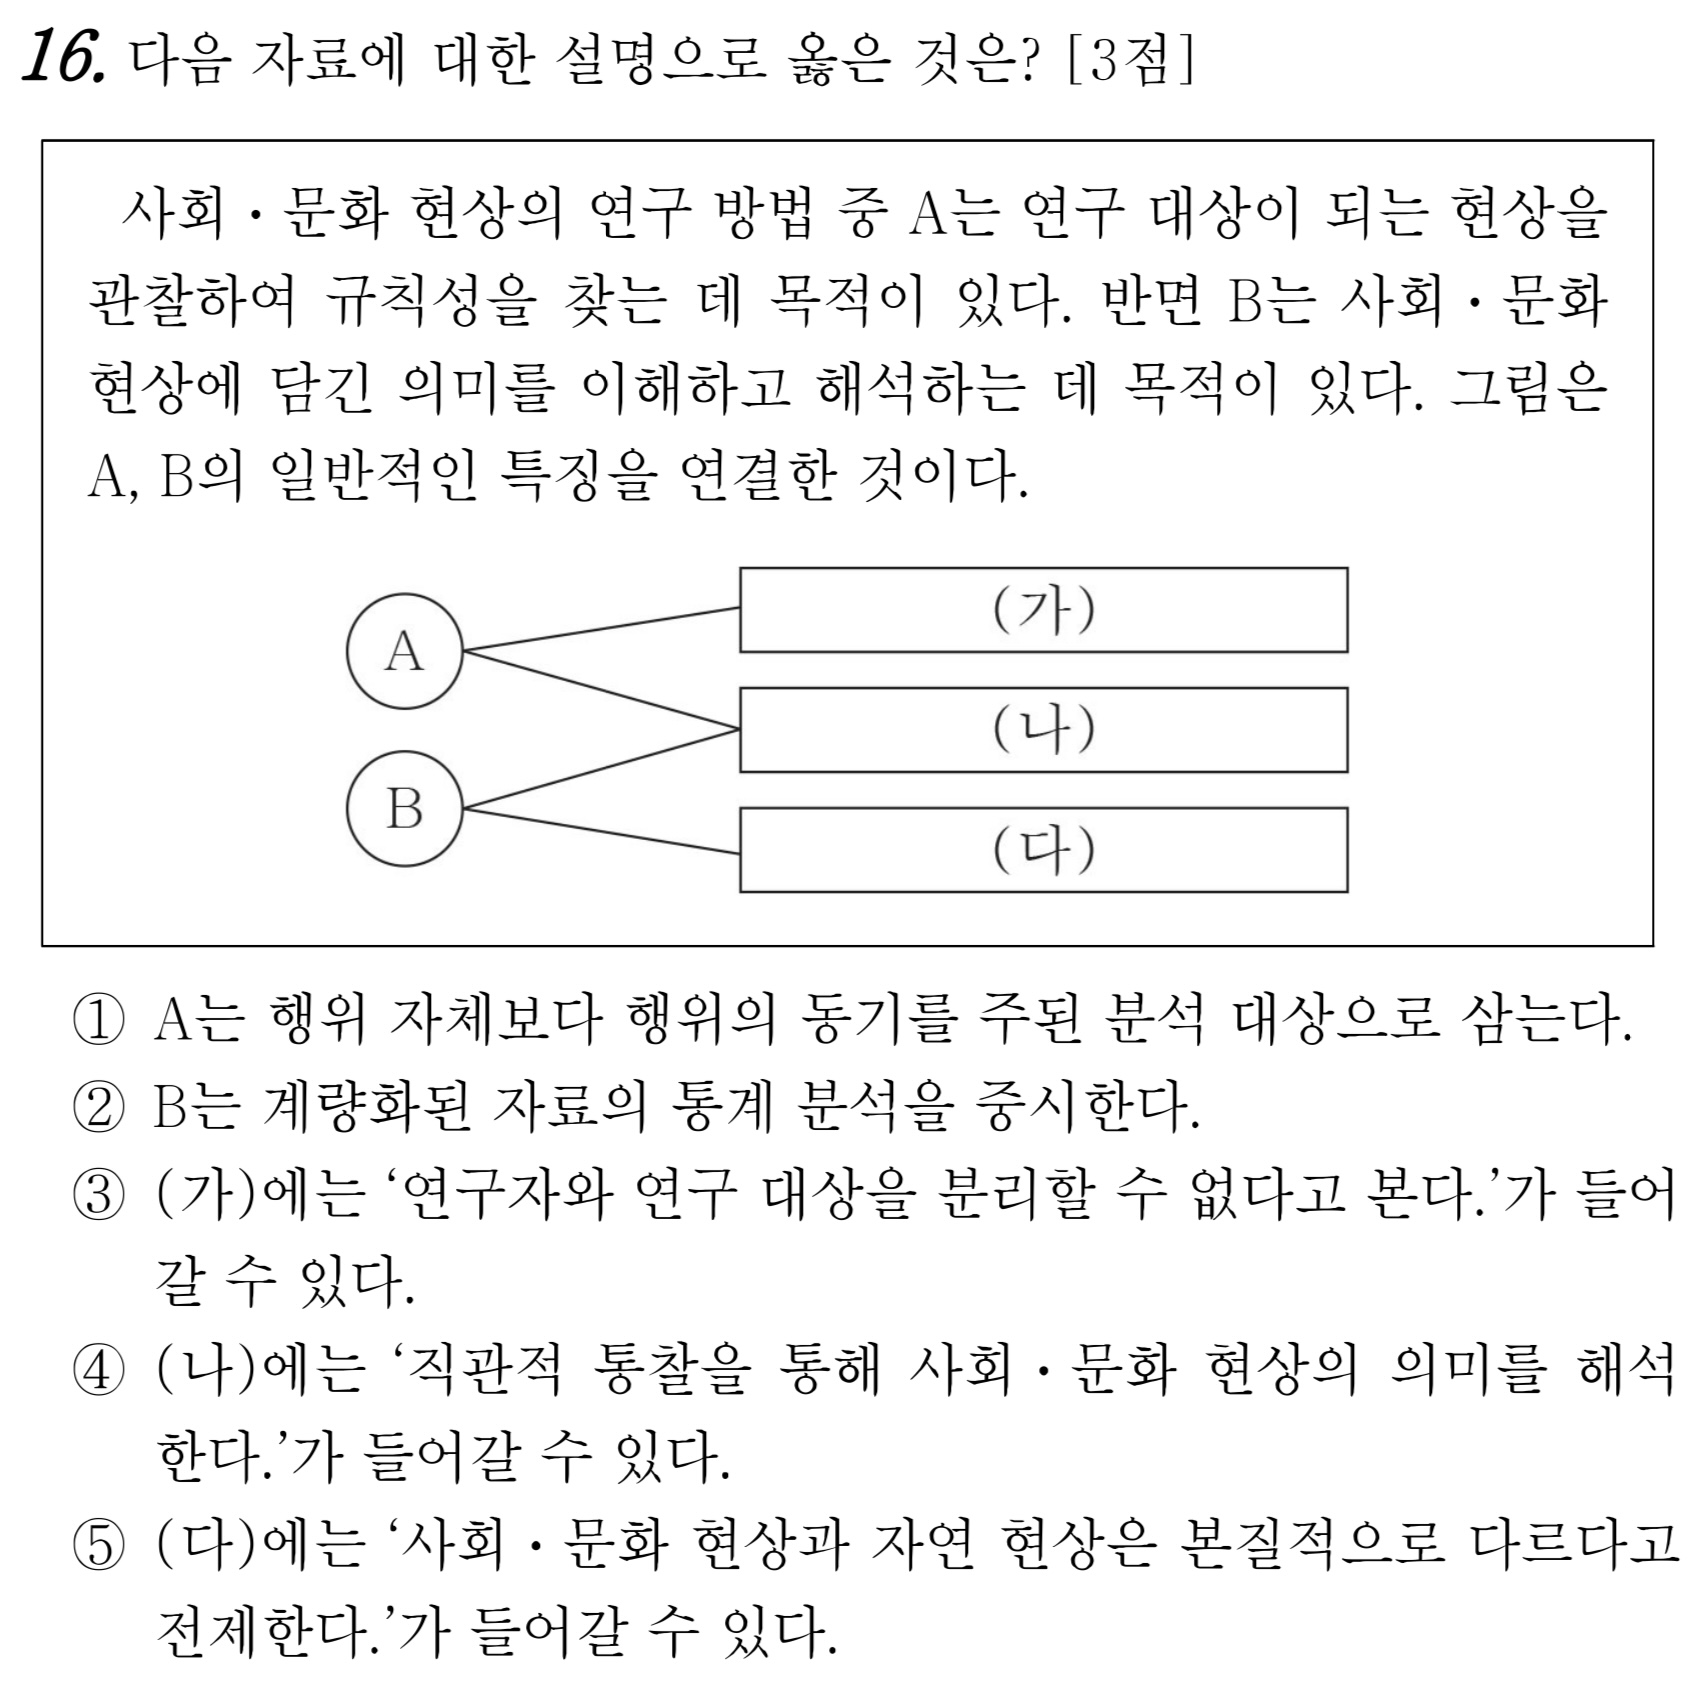 16. 다음 자료에 대한 설명으로 옳은 것은? [3점]
사회・문화 현상의 연구 방법 중 A는 연구 대상이 되는 현상을
관찰하여 규칙성을 찾는 데 목적이 있다. 반면 B는 사회・문화
현상에 담긴 의미를 이해하고 해석하는 데 목적이 있다. 그림은
A, B의 일반적인 특징을 연결한 것이다.
(가)
A
(나)
B
(다)
① A는 행위 자체보다 행위의 동기를 주된 분석 대상으로 삼는다.
② B는 계량화된 자료의 통계 분석을 중시한다.
③ (가)에는 ‘연구자와 연구 대상을 분리할 수 없다고 본다.’가 들어
갈 수 있다.
④ (나)에는 ‘직관적 통찰을 통해 사회・문화 현상의 의미를 해석
한다.’가 들어갈 수 있다.
⑤ (다)에는 ‘사회・문화 현상과 자연 현상은 본질적으로 다르다고
전제한다.’가 들어갈 수 있다.